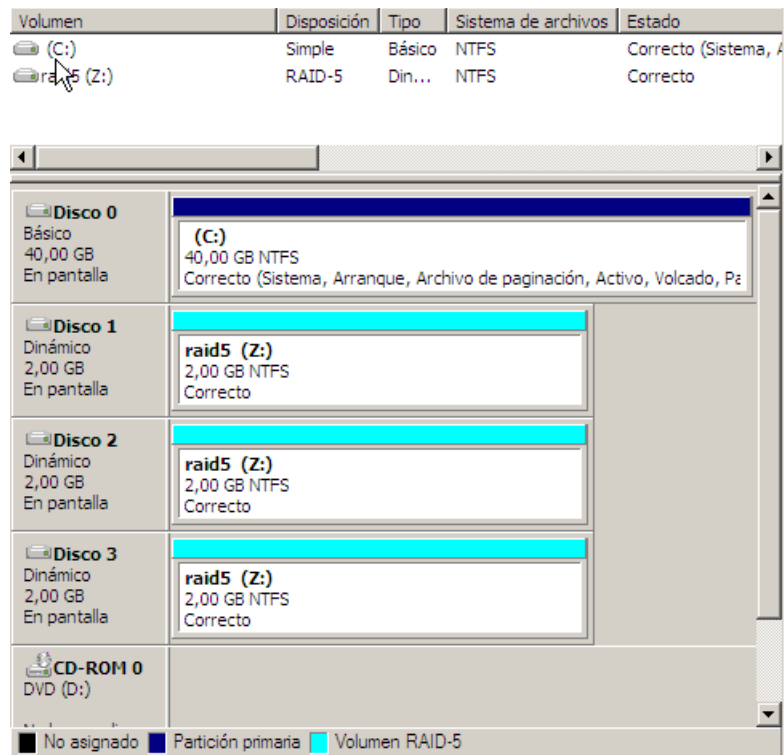 Volumen Disposición Tipo Sistema de archivos Estado
(C:) Simple Básico NTFS Correcto (Sistema,
(Z:) RAID-5 Din... NTFS Correcto
Disco 0
Básico
40,00 GB
En pantalla
(C:)
40,00 GB NTFS
Correcto (Sistema, Arranque, Archivo de paginación, Activo, Volcado,
Disco 1
Dinámico
2,00 GB
En pantalla
raid5 (Z:)
2,00 GB NTFS
Correcto
Disco 2
Dinámico
2,00 GB
En pantalla
raid5 (Z:)
2,00 GB NTFS
Correcto
Disco 3
Dinámico
2,00 GB
En pantalla
raid5 (Z:)
2,00 GB NTFS
Correcto
CD-ROM 0
DVD (D:)
No asignado Partición primaria Volumen RAID-5